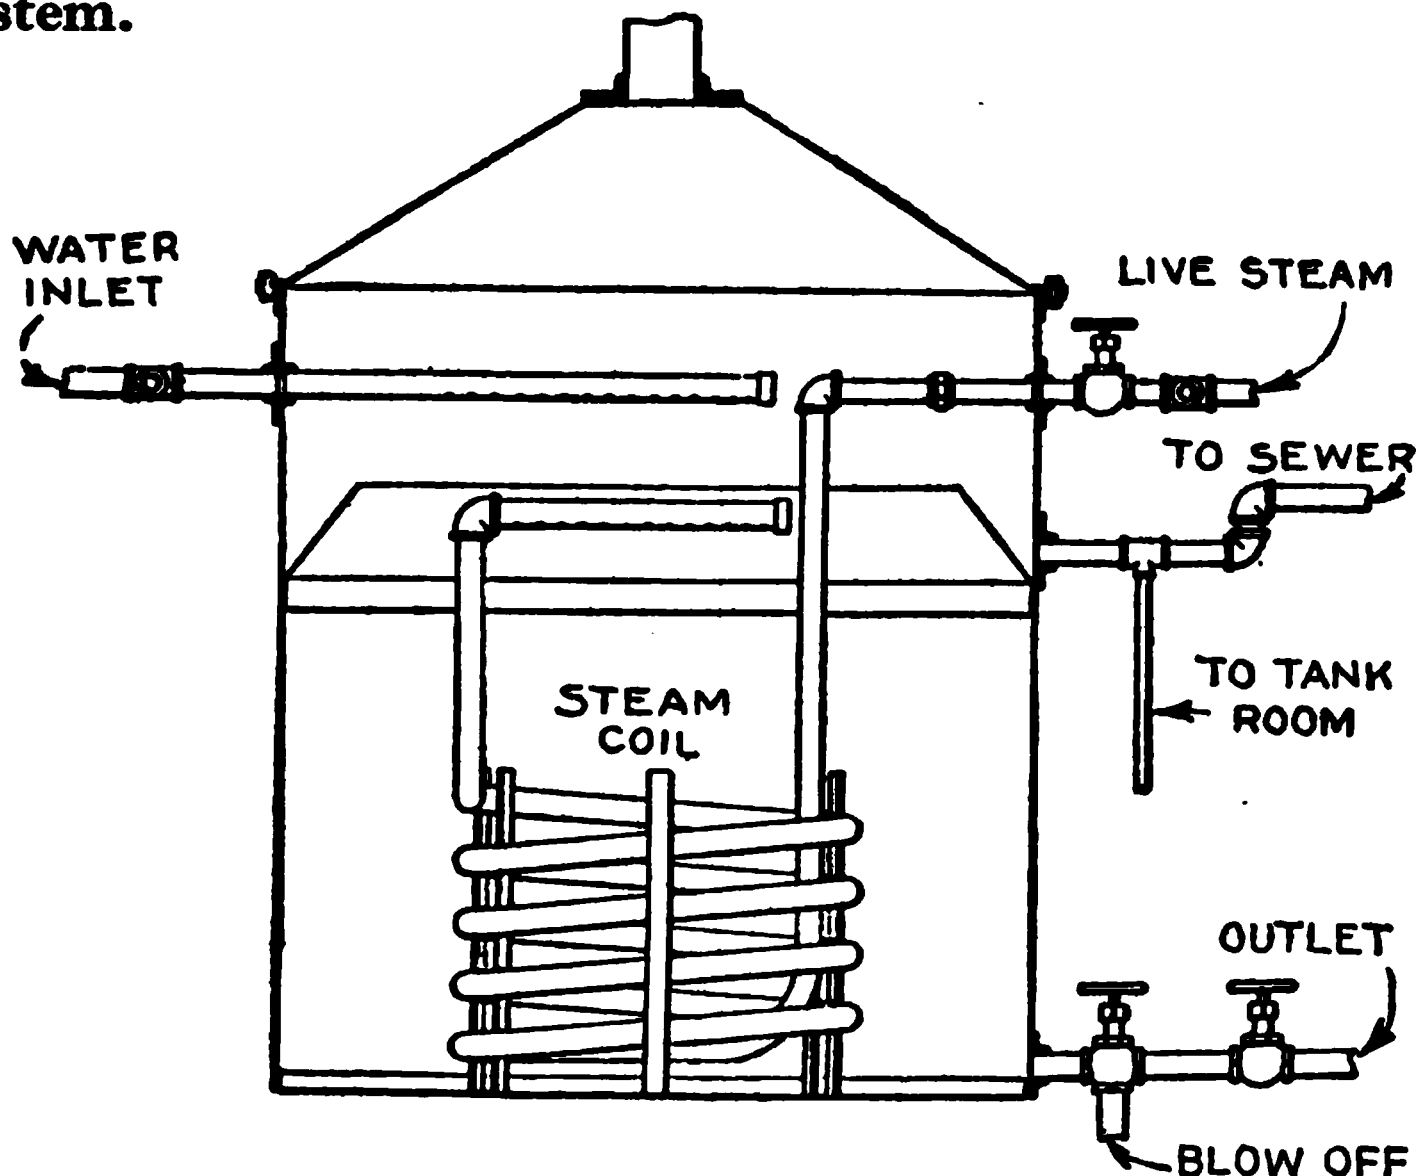 stem.
WATER
INLET
LIVE STEAM
TO SEWER
TO TANK
ROOM
STEAM
COIL
OUTLET
BLOW OFF